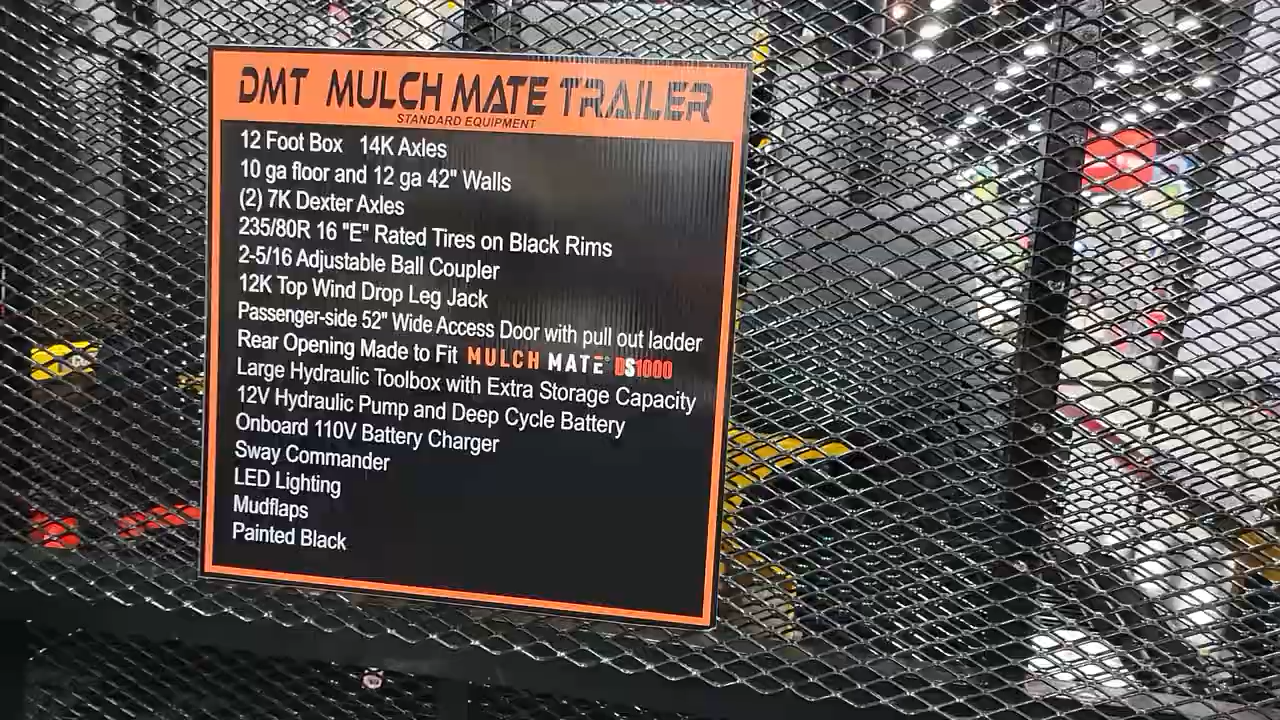 DMT MULCH MATE TRAILER
STANDARD EQUIPMENT
12 Foot Box 14K Axles
10 ga floor and 12 ga 42" Walls
(2) 7K Dexter Axles
235/80R 16 "E" Rated Tires on Black Rims
2-5/16 Adjustable Ball Coupler
12K Top Wind Drop Leg Jack
Passenger-side 52" Wide Access Door with pull out ladder
Rear Opening Made to Fit MULCH MATE® DS1000
Large Hydraulic Toolbox with Extra Storage Capacity
12V Hydraulic Pump and Deep Cycle Battery
Onboard 110V Battery Charger
Sway Commander
LED Lighting
Mudflaps
Painted Black